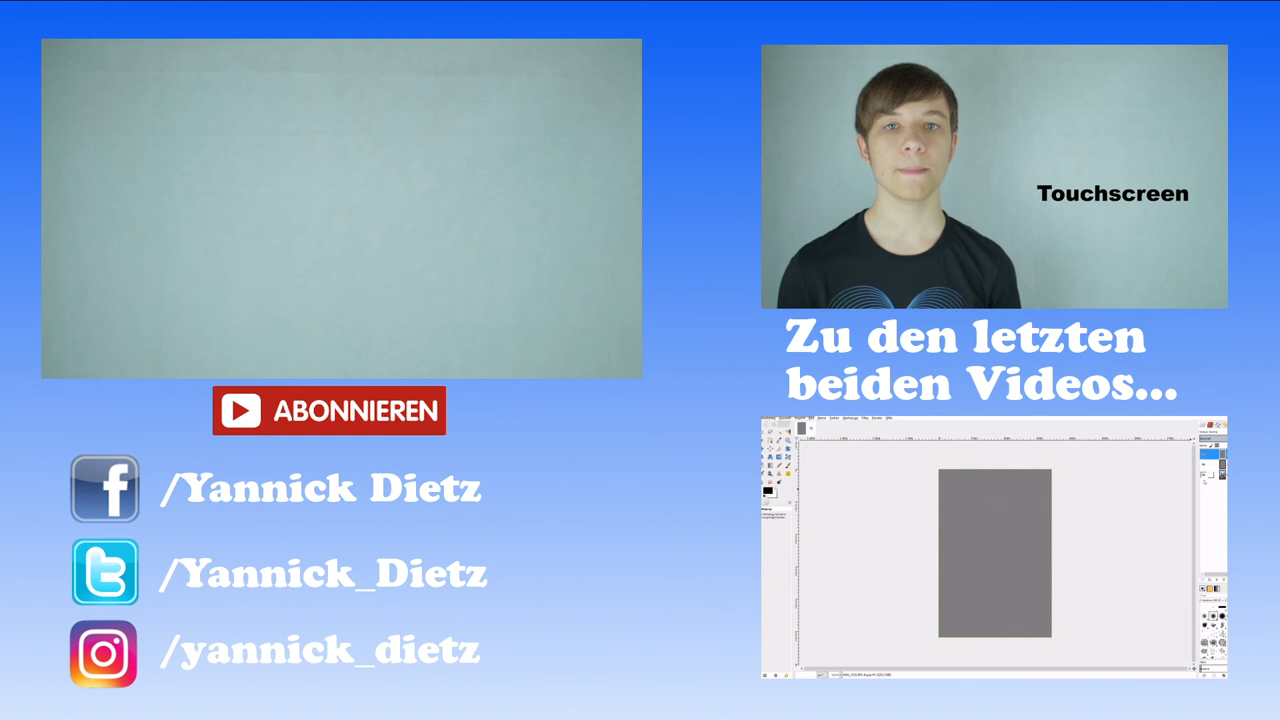 Touchscreen
Zu den letzten
beiden Videos...
ABONNIEREN
/Yannick Dietz
/Yannick_Dietz
/yannick_dietz